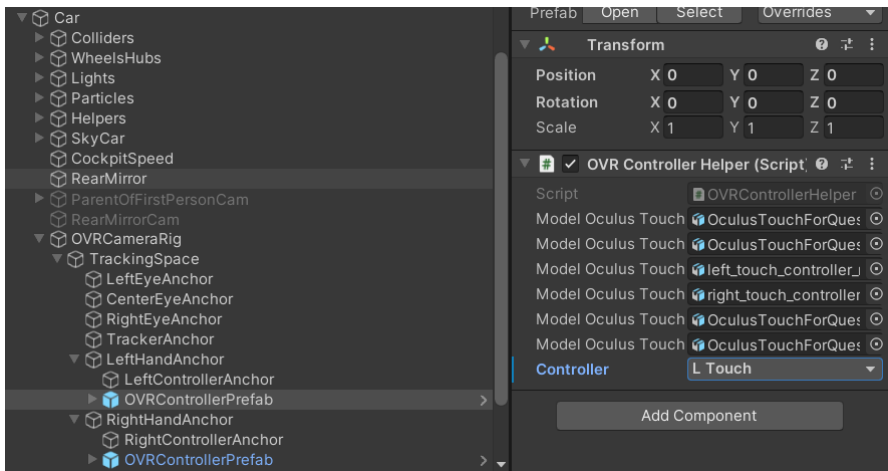 Car
Colliders
WheelsHubs
Lights
Particles
Helpers
SkyCar
CockpitSpeed
RearMirror
ParentOfFirstPersonCam
RearMirrorCam
OVRCameraRig
TrackingSpace
LeftEyeAnchor
CenterEyeAnchor
RightEyeAnchor
TrackerAnchor
LeftHandAnchor
LeftControllerAnchor
OVRControllerPrefab
RightHandAnchor
RightControllerAnchor
OVRControllerPrefab
Prefab Open Select Overrides
Transform
Position X 0 Y 0 Z 0
Rotation X 0 Y 0 Z 0
Scale X 1 Y 1 Z 1
# OVR Controller Helper (Script)
Script OVRControllerHelper
Model Oculus Touch OculusTouchForQues
Model Oculus Touch OculusTouchForQues
Model Oculus Touch left_touch_controller_
Model Oculus Touch right_touch_controller
Model Oculus Touch OculusTouchForQues
Model Oculus Touch OculusTouchForQues
Controller L Touch
Add Component